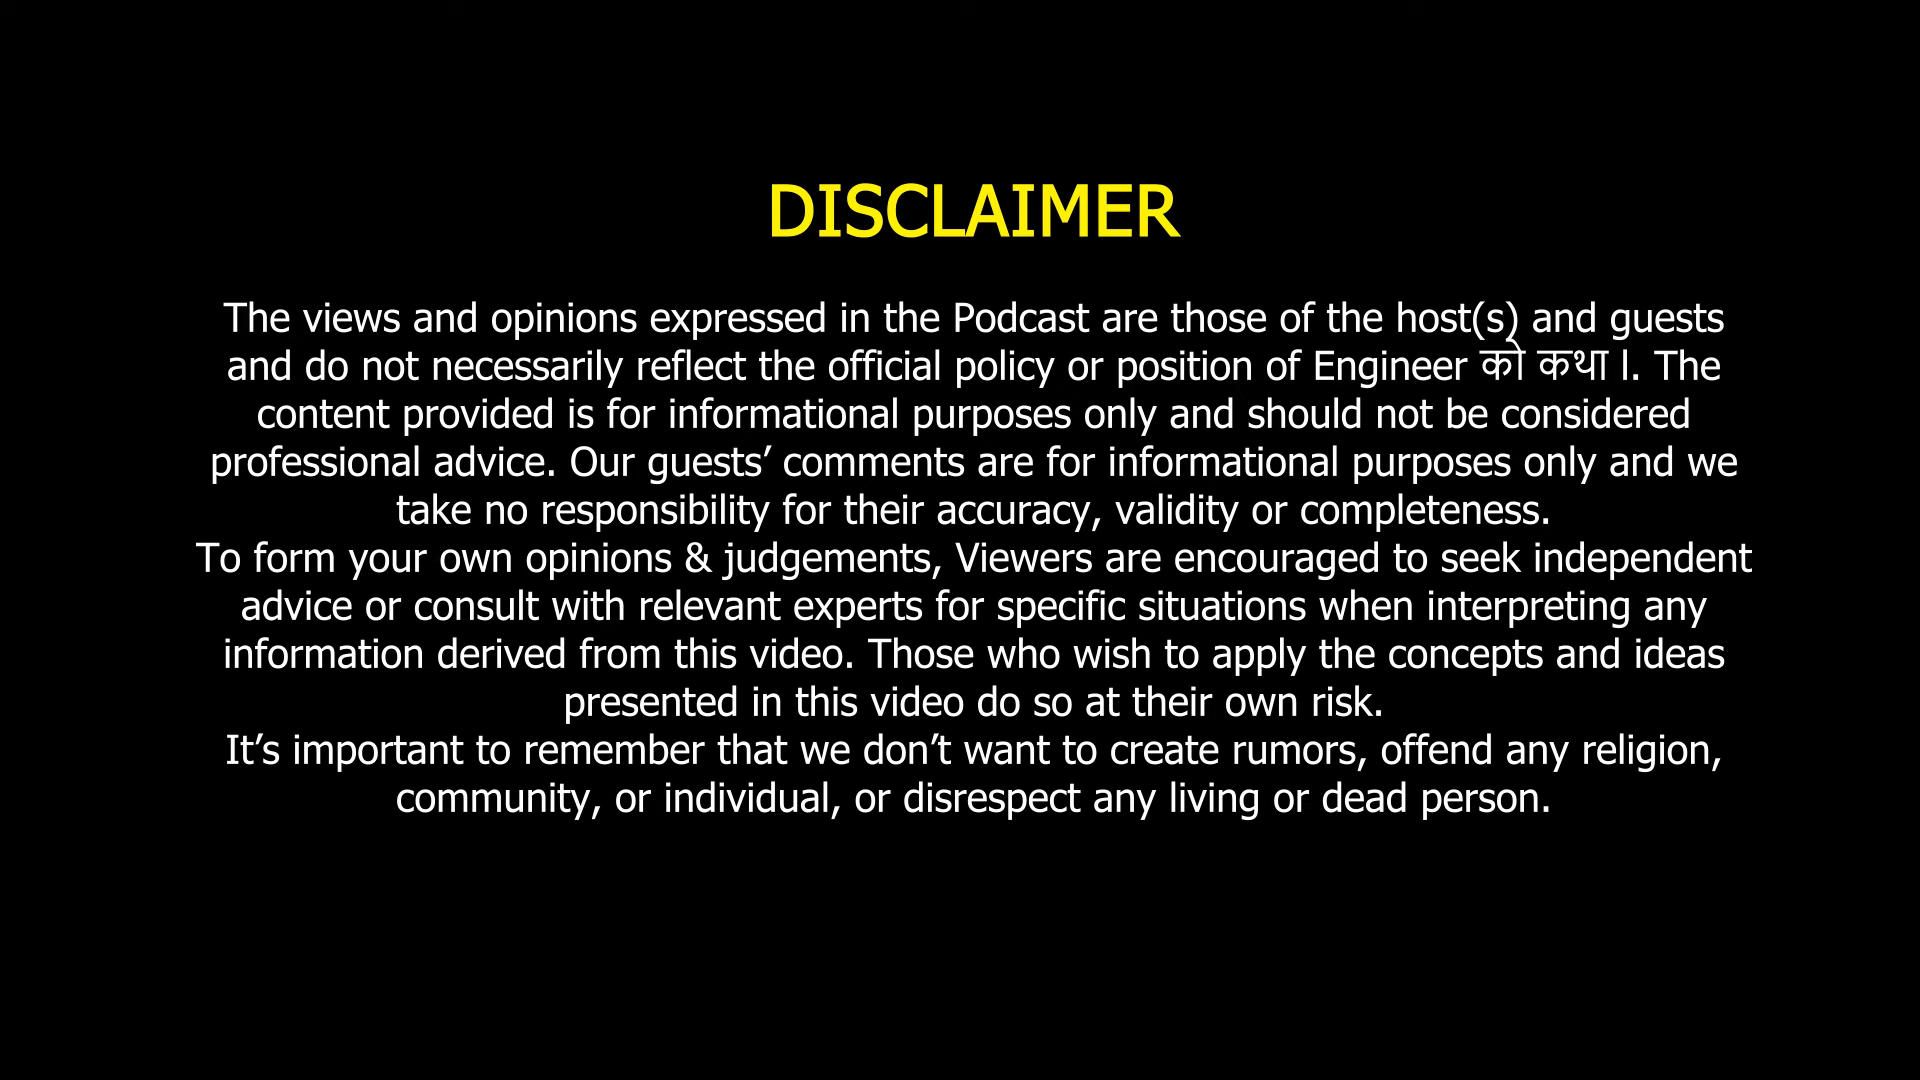 DISCLAIMER
The views and opinions expressed in the Podcast are those of the host(s) and guests
and do not necessarily reflect the official policy or position of Engineer को कथा l. The
content provided is for informational purposes only and should not be considered
professional advice. Our guests’ comments are for informational purposes only and we
take no responsibility for their accuracy, validity or completeness.
To form your own opinions & judgements, Viewers are encouraged to seek independent
advice or consult with relevant experts for specific situations when interpreting any
information derived from this video. Those who wish to apply the concepts and ideas
presented in this video do so at their own risk.
It’s important to remember that we don’t want to create rumors, offend any religion,
community, or individual, or disrespect any living or dead person.